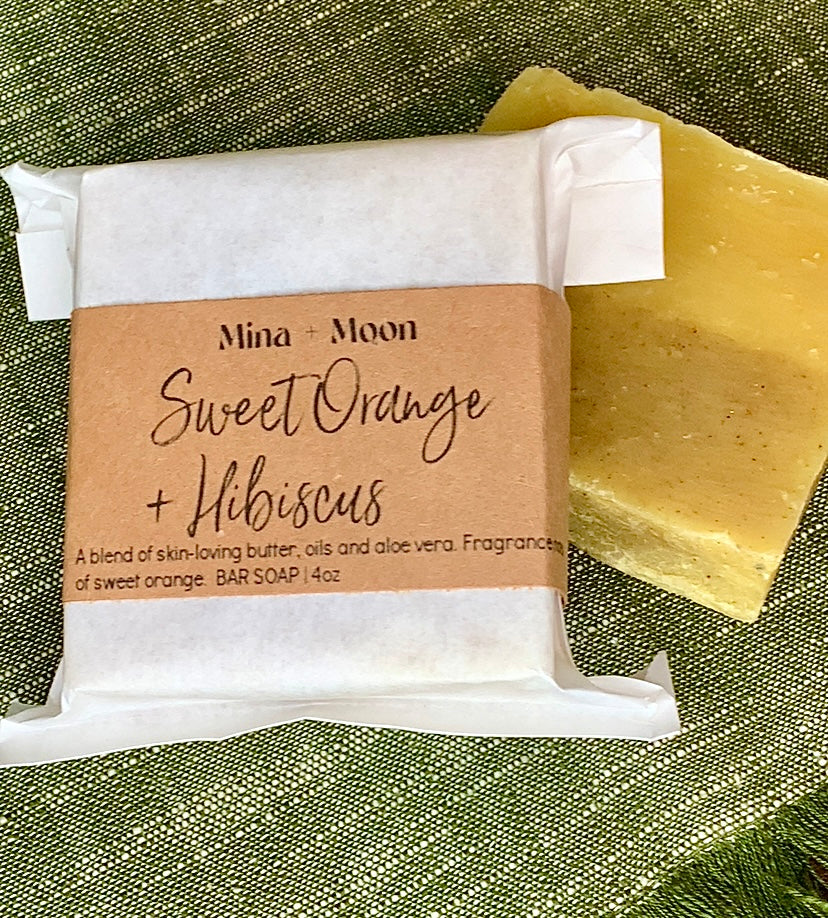 Mina + Moon
Sweet Orange
+ Hibiscus
A blend of skin-loving butter, oils and aloe vera. Fragrance
of sweet orange. BAR SOAP | 4oz